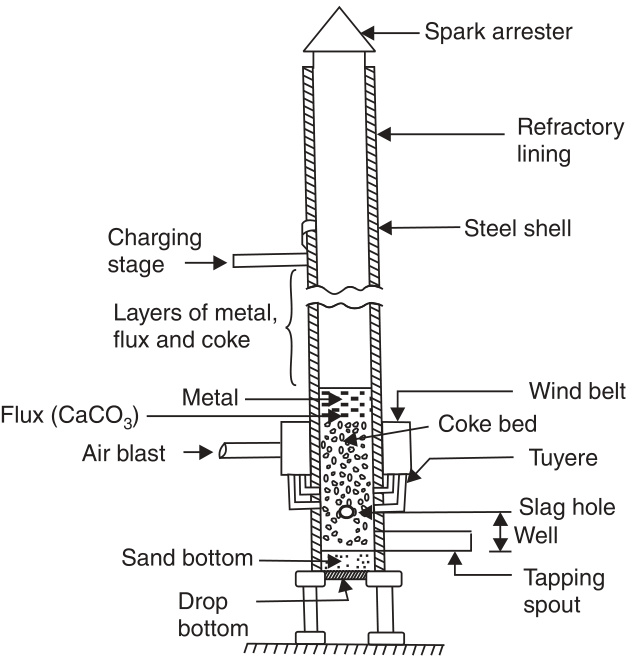 Spark arrester
Refractory
lining
Steel shell
Charging
stage
Layers of metal,
flux and coke
Metal
Wind belt
Flux (CaCO₃)
Coke bed
Air blast
Tuyere
Slag hole
Well
Sand bottom
Tapping
spout
Drop
bottom